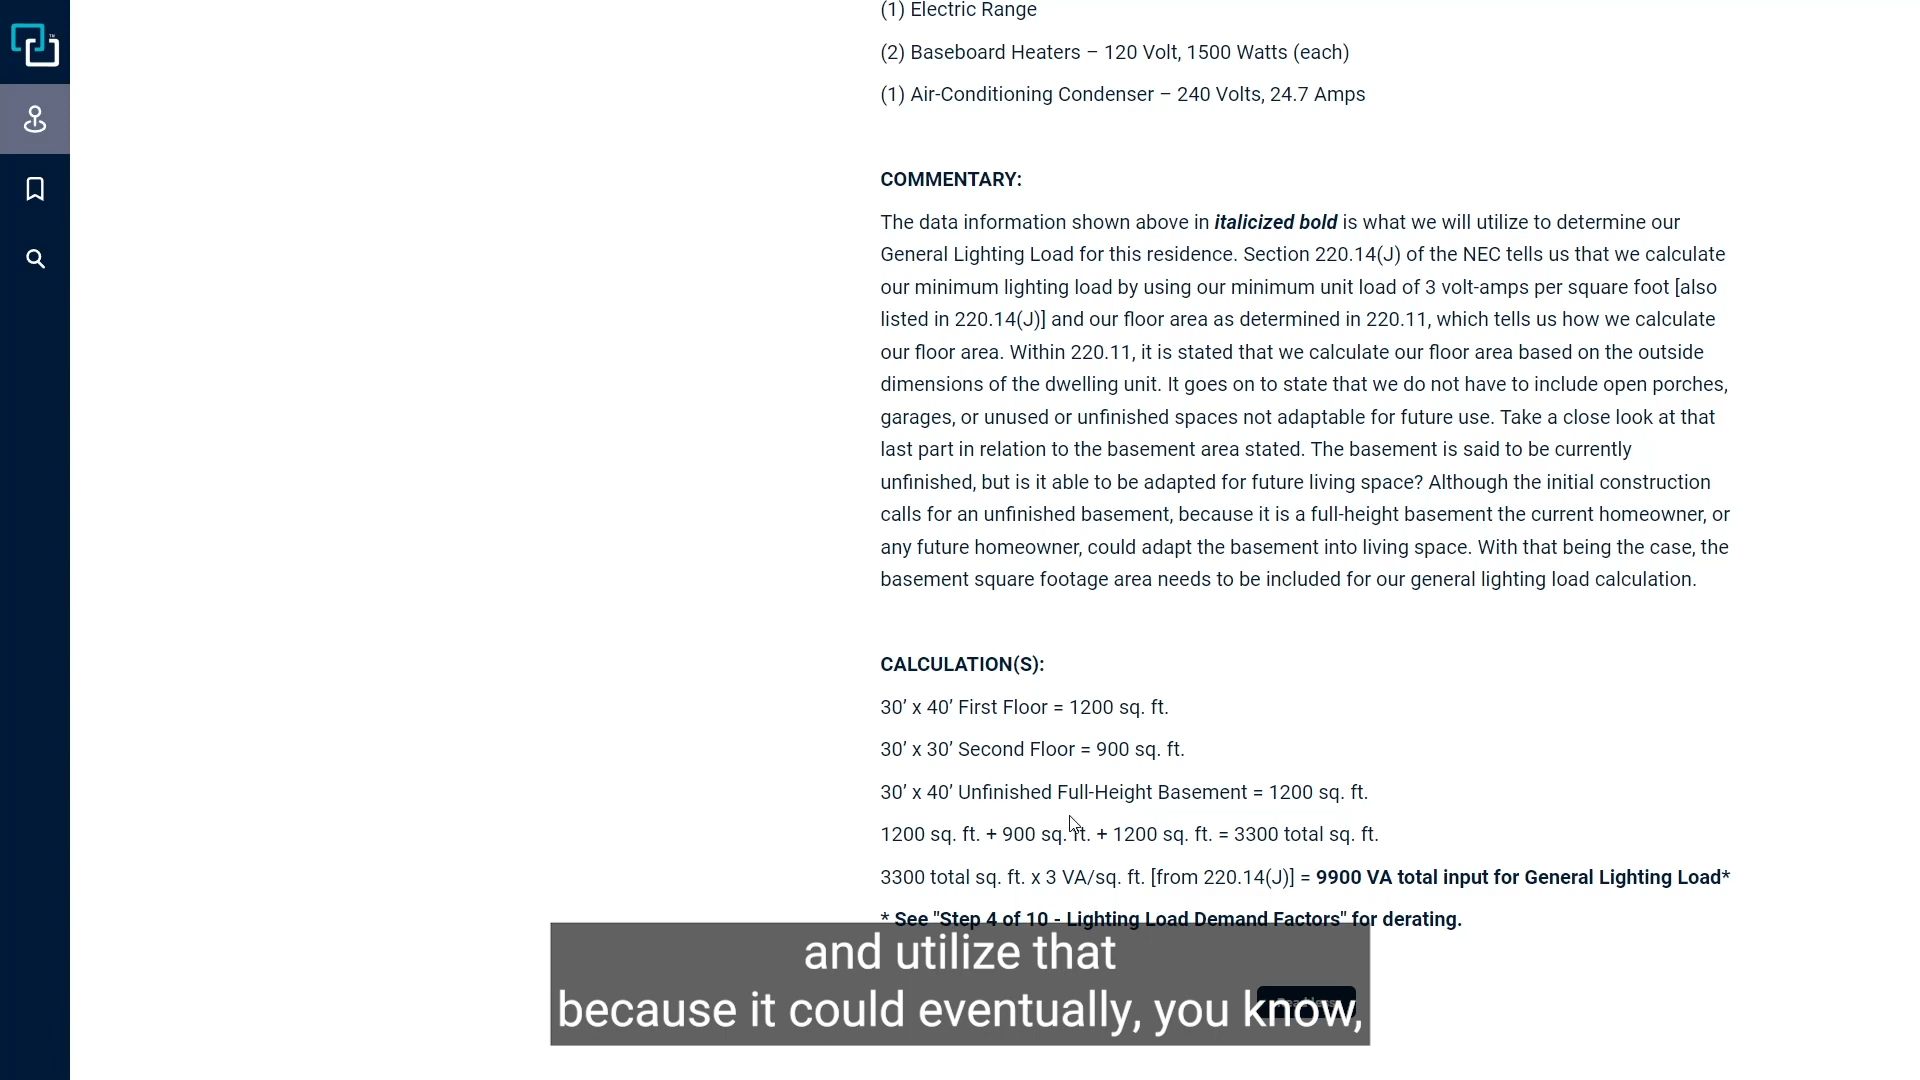 (1) Electric Range
(2) Baseboard Heaters – 120 Volt, 1500 Watts (each)
(1) Air-Conditioning Condenser – 240 Volts, 24.7 Amps
COMMENTARY:
The data information shown above in italicized bold is what we will utilize to determine our
General Lighting Load for this residence. Section 220.14(J) of the NEC tells us that we calculate
our minimum lighting load by using our minimum unit load of 3 volt-amps per square foot [also
listed in 220.14(J)] and our floor area as determined in 220.11, which tells us how we calculate
our floor area. Within 220.11, it is stated that we calculate our floor area based on the outside
dimensions of the dwelling unit. It goes on to state that we do not have to include open porches,
garages, or unused or unfinished spaces not adaptable for future use. Take a close look at that
last part in relation to the basement area stated. The basement is said to be currently
unfinished, but is it able to be adapted for future living space? Although the initial construction
calls for an unfinished basement, because it is a full-height basement the current homeowner, or
any future homeowner, could adapt the basement into living space. With that being the case, the
basement square footage area needs to be included for our general lighting load calculation.
CALCULATION(S):
30’ x 40’ First Floor = 1200 sq. ft.
30’ x 30’ Second Floor = 900 sq. ft.
30’ x 40’ Unfinished Full-Height Basement = 1200 sq. ft.
1200 sq. ft. + 900 sq. ft. + 1200 sq. ft. = 3300 total sq. ft.
3300 total sq. ft. x 3 VA/sq. ft. [from 220.14(J)] = 9900 VA total input for General Lighting Load*
* See "Step 4 of 10 - Lighting Load Demand Factors" for derating.
and utilize that
because it could eventually, you know,